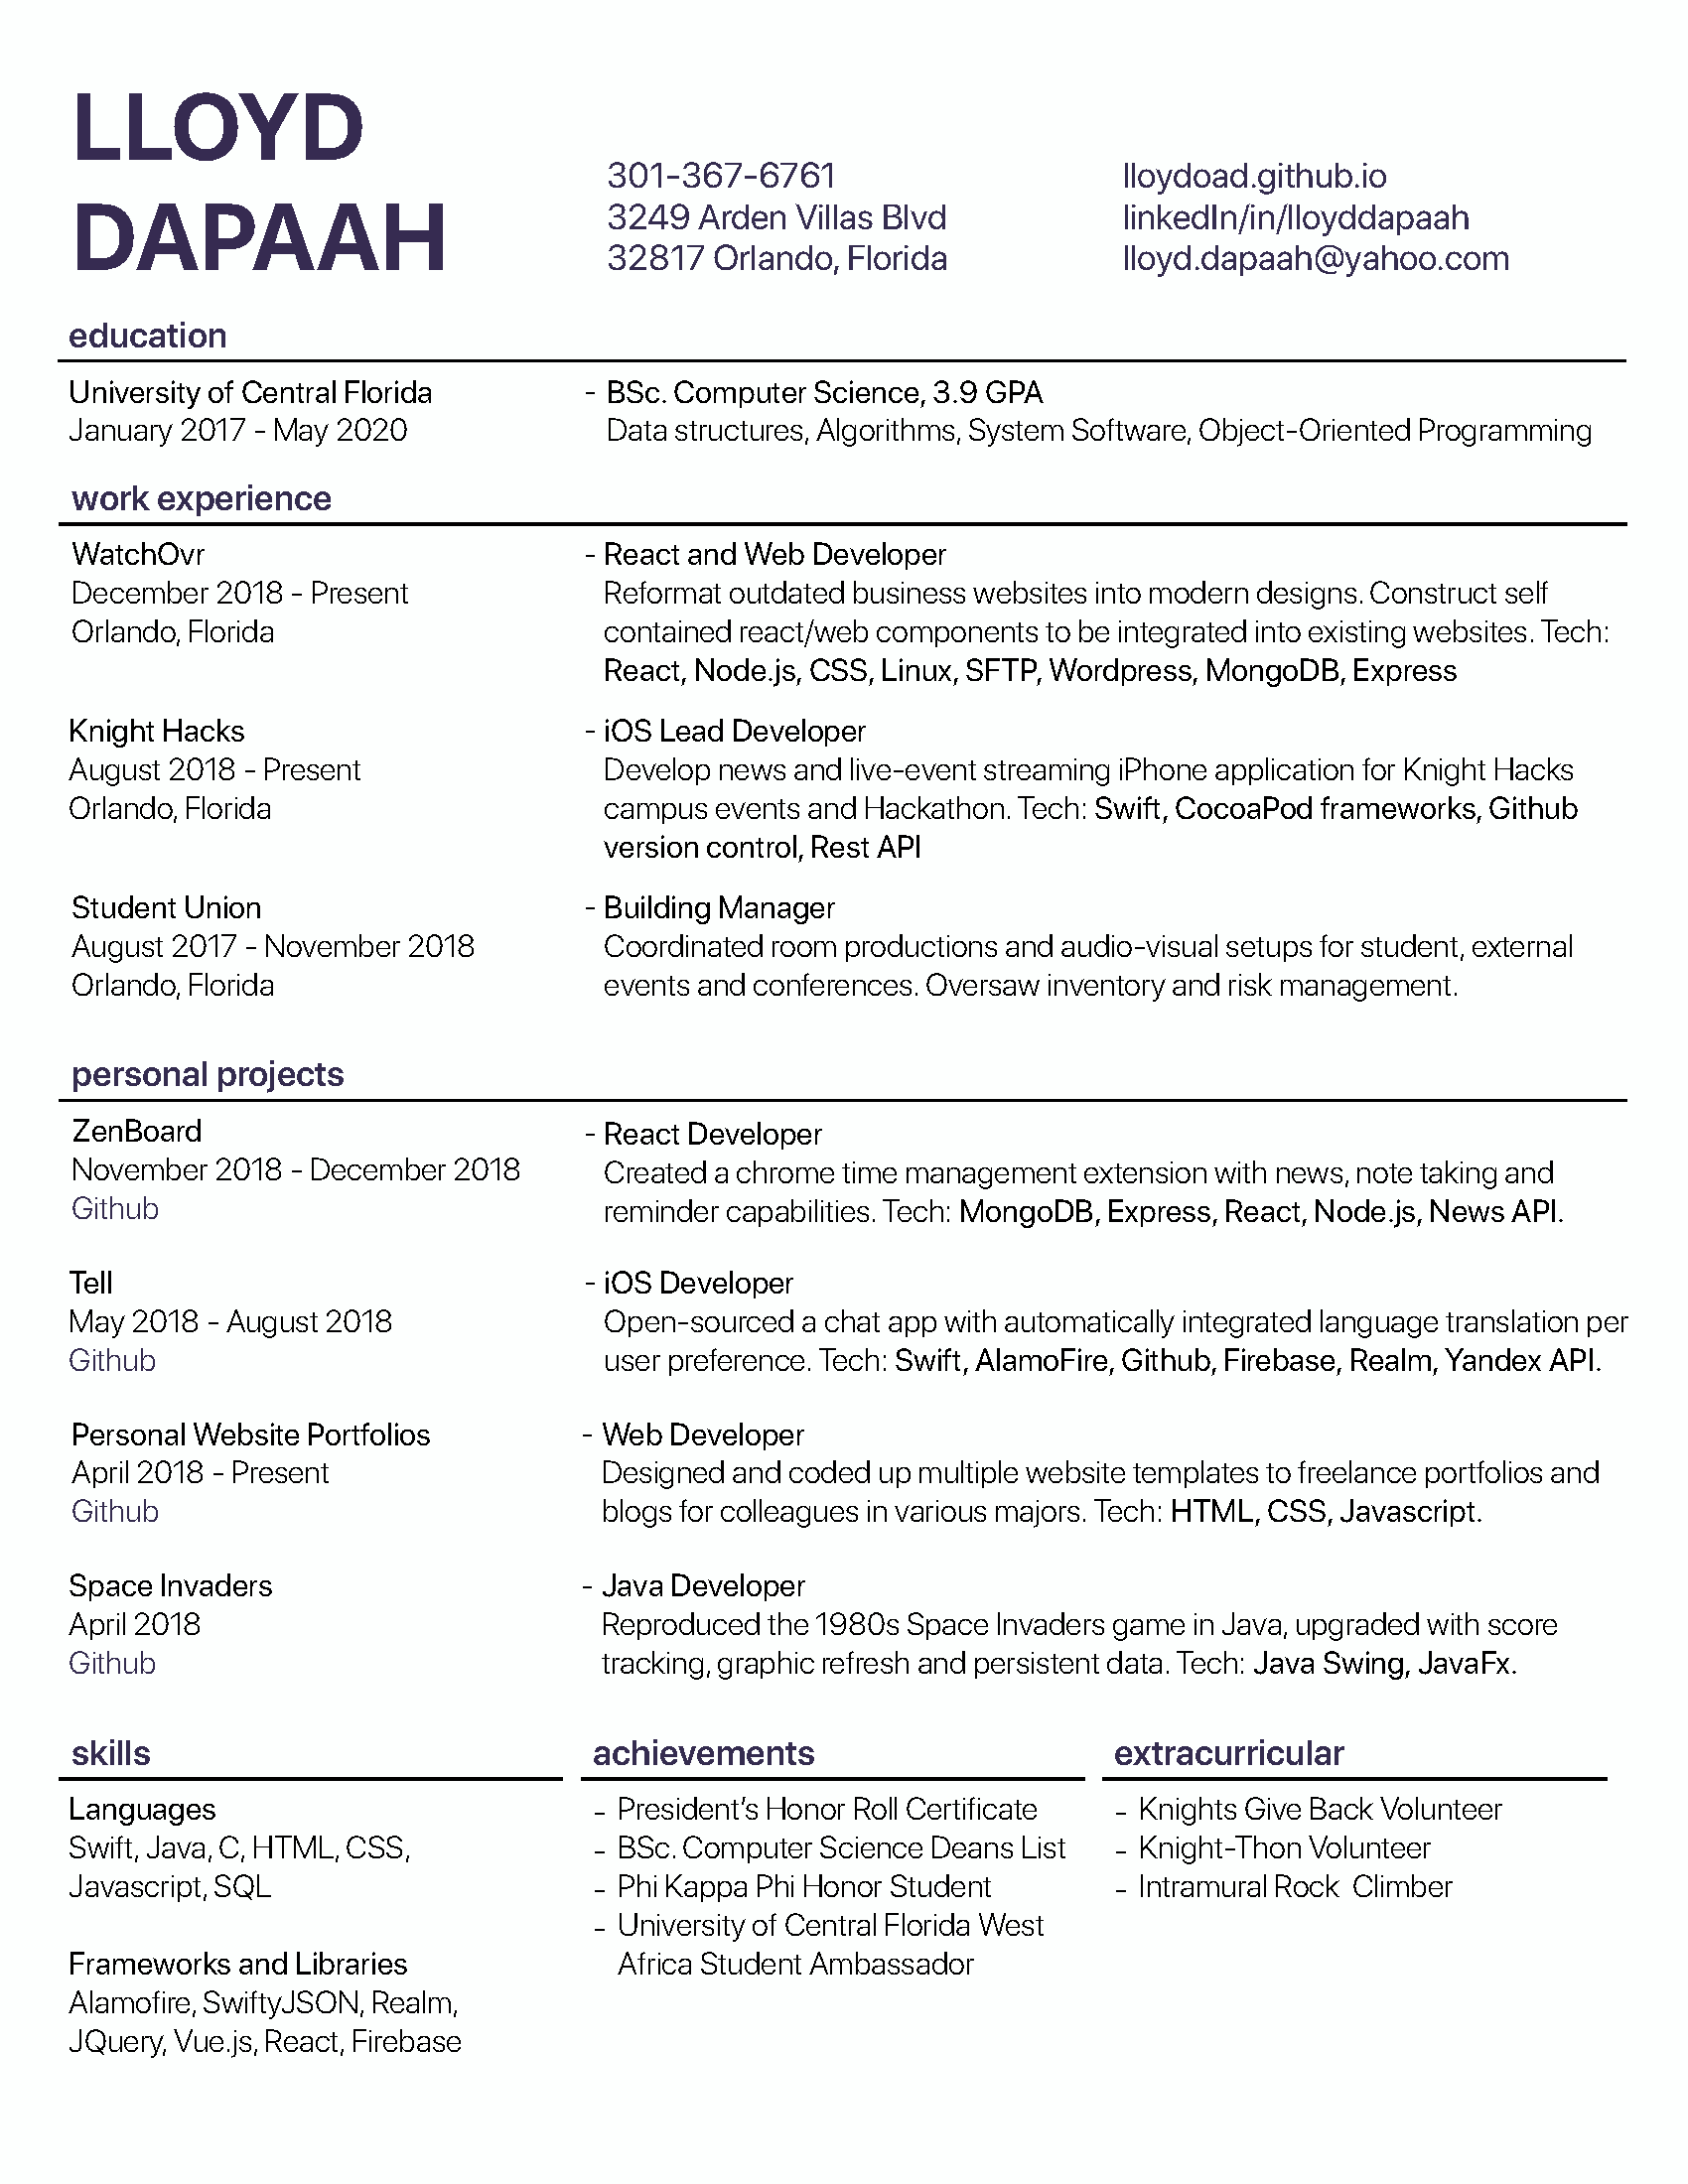 LLOYD
DAPAAH
301-367-6761
3249 Arden Villas Blvd
32817 Orlando, Florida
lloydoad.github.io
linkedIn/in/lloyddapaah
lloyd.dapaah@yahoo.com
education
University of Central Florida
January 2017 - May 2020
- BSc. Computer Science, 3.9 GPA
Data structures, Algorithms, System Software, Object-Oriented Programming
work experience
WatchOvr
December 2018 - Present
Orlando, Florida
- React and Web Developer
Reformat outdated business websites into modern designs. Construct self
contained react/web components to be integrated into existing websites. Tech:
React, Node.js, CSS, Linux, SFTP, Wordpress, MongoDB, Express
Knight Hacks
August 2018 - Present
Orlando, Florida
- iOS Lead Developer
Develop news and live-event streaming iPhone application for Knight Hacks
campus events and Hackathon. Tech: Swift, CocoaPod frameworks, Github
version control, Rest API
Student Union
August 2017 - November 2018
Orlando, Florida
- Building Manager
Coordinated room productions and audio-visual setups for student, external
events and conferences. Oversaw inventory and risk management.
personal projects
ZenBoard
November 2018 - December 2018
Github
- React Developer
Created a chrome time management extension with news, note taking and
reminder capabilities. Tech: MongoDB, Express, React, Node.js, News API.
Tell
May 2018 - August 2018
Github
- iOS Developer
Open-sourced a chat app with automatically integrated language translation per
user preference. Tech: Swift, AlamoFire, Github, Firebase, Realm, Yandex API.
Personal Website Portfolios
April 2018 - Present
Github
- Web Developer
Designed and coded up multiple website templates to freelance portfolios and
blogs for colleagues in various majors. Tech: HTML, CSS, Javascript.
Space Invaders
April 2018
Github
- Java Developer
Reproduced the 1980s Space Invaders game in Java, upgraded with score
tracking, graphic refresh and persistent data. Tech: Java Swing, JavaFx.
skills
Languages
Swift, Java, C, HTML, CSS,
Javascript, SQL
Frameworks and Libraries
Alamofire, SwiftyJSON, Realm,
JQuery, Vue.js, React, Firebase
achievements
- President's Honor Roll Certificate
- BSc. Computer Science Deans List
- Phi Kappa Phi Honor Student
- University of Central Florida West
Africa Student Ambassador
extracurricular
- Knights Give Back Volunteer
- Knight-Thon Volunteer
- Intramural Rock  Climber